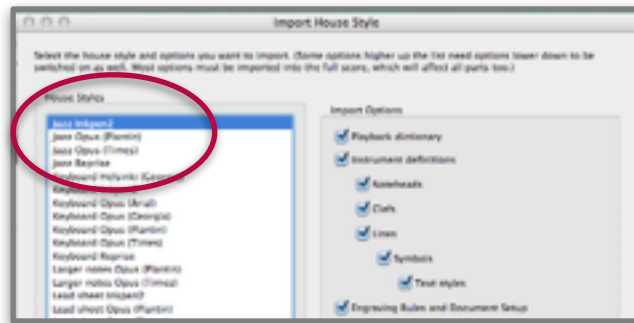 Import House Style
Select the house style and options you want to import. (Some options higher up the list need options lower down to be
switched on as well. Most options must be imported into the full score, which will affect all parts too.)
House Styles
Jazz Inkpen2
Jazz Opus (Plantin)
Jazz Opus (Times)
Jazz Reprise
Keyboard Helsinki (Georgia)
Keyboard
Keyboard Opus (Arial)
Keyboard Opus (Georgia)
Keyboard Opus (Plantin)
Keyboard Opus (Times)
Keyboard Reprise
Larger notes Opus (Plantin)
Larger notes Opus (Times)
Lead sheet Inkpen2
Lead sheet Opus (Plantin)
Import Options
Playback dictionary
Instrument definitions
Noteheads
Clefs
Lines
Symbols
Text styles
Engraving Rules and Document Setup